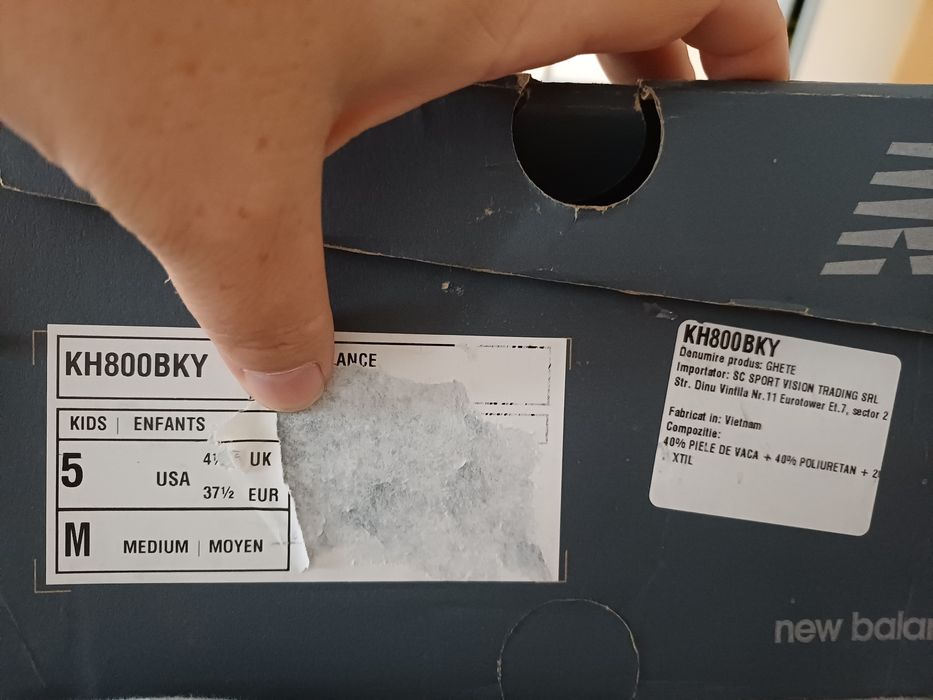 KH800BKY
ANCE
KIDS | ENFANTS
5 USA
UK
37½ EUR
M MEDIUM | MOYEN
KH800BKY
Denumire produs: GHETE
Importator: SC SPORT VISION TRADING SRL
Str. Dinu Vintila Nr.11 Eurotower Et.7, sector 2
Fabricat in: Vietnam
Compozitie:
40% PIELE DE VACA + 40% POLIURETAN + 2
XTIL
new balan